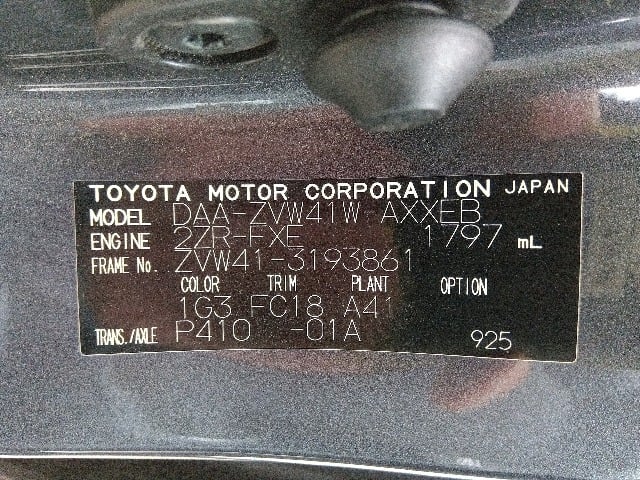 TOYOTA MOTOR CORPORATION JAPAN
MODEL DAA-ZVW41W-AXXEB
ENGINE 2ZR-FXE 1797 mL
FRAME No. ZVW41-3193861
COLOR TRIM PLANT OPTION
1G3 FC18 A41
TRANS./AXLE P410 -01A 925